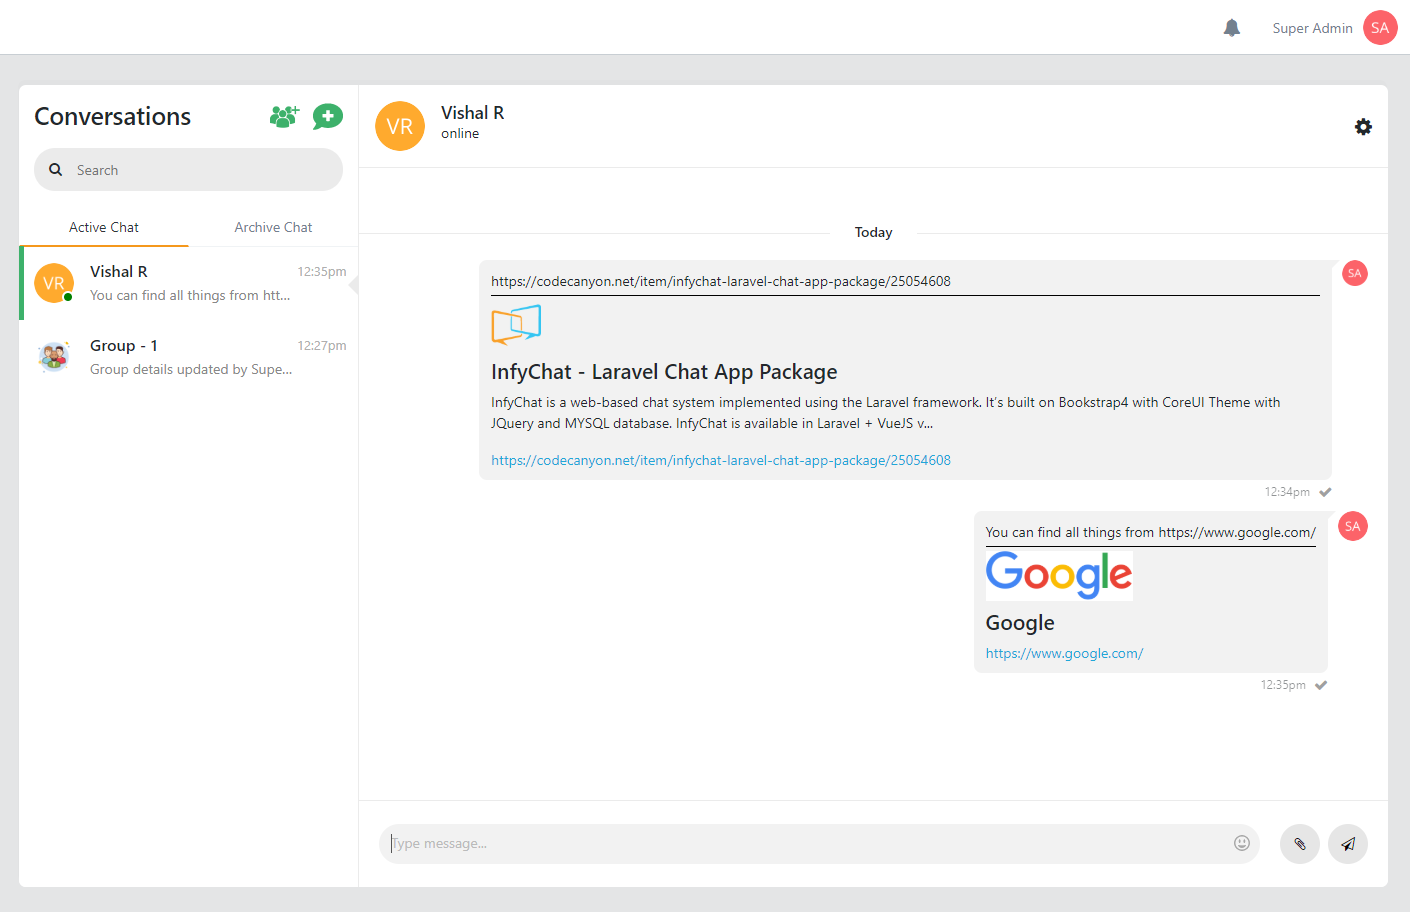 Super Admin
SA
Conversations
Search
Active Chat
Archive Chat
VR
Vishal R
12:35pm
You can find all things from htt...
Group - 1
12:27pm
Group details updated by Supe...
VR
Vishal R
online
Today
https://codecanyon.net/item/infychat-laravel-chat-app-package/25054608
SA
InfyChat - Laravel Chat App Package
InfyChat is a web-based chat system implemented using the Laravel framework. It’s built on Bookstrap4 with CoreUI Theme with
JQuery and MYSQL database. InfyChat is available in Laravel + VueJS v...
https://codecanyon.net/item/infychat-laravel-chat-app-package/25054608
12:34pm
You can find all things from https://www.google.com/
SA
Google
Google
https://www.google.com/
12:35pm
Type message...